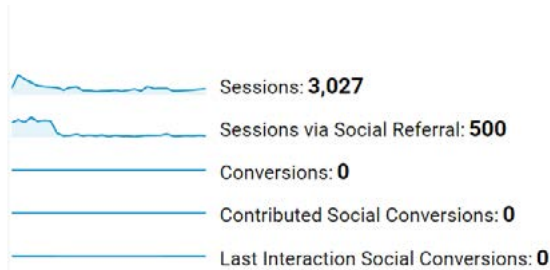 Sessions: 3,027
Sessions via Social Referral: 500
Conversions: 0
Contributed Social Conversions: 0
Last Interaction Social Conversions: 0